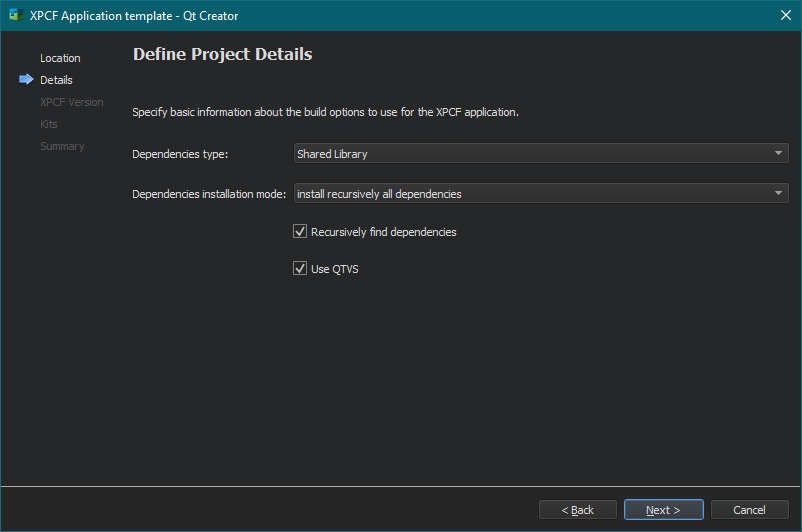 XPCF Application template - Qt Creator
Location
Details
XPCF Version
Kits
Summary
Define Project Details
Specify basic information about the build options to use for the XPCF application.
Dependencies type: Shared Library
Dependencies installation mode: install recursively all dependencies
Recursively find dependencies
Use QTVS
< Back Next > Cancel